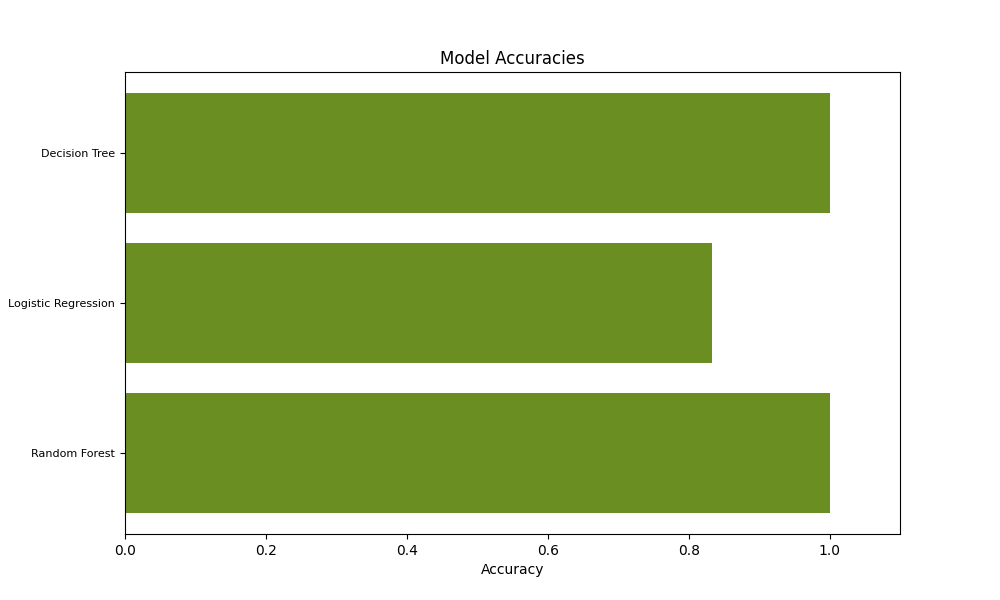 Model Accuracies
Decision Tree
Logistic Regression
Random Forest
0.0 0.2 0.4 0.6 0.8 1.0
Accuracy